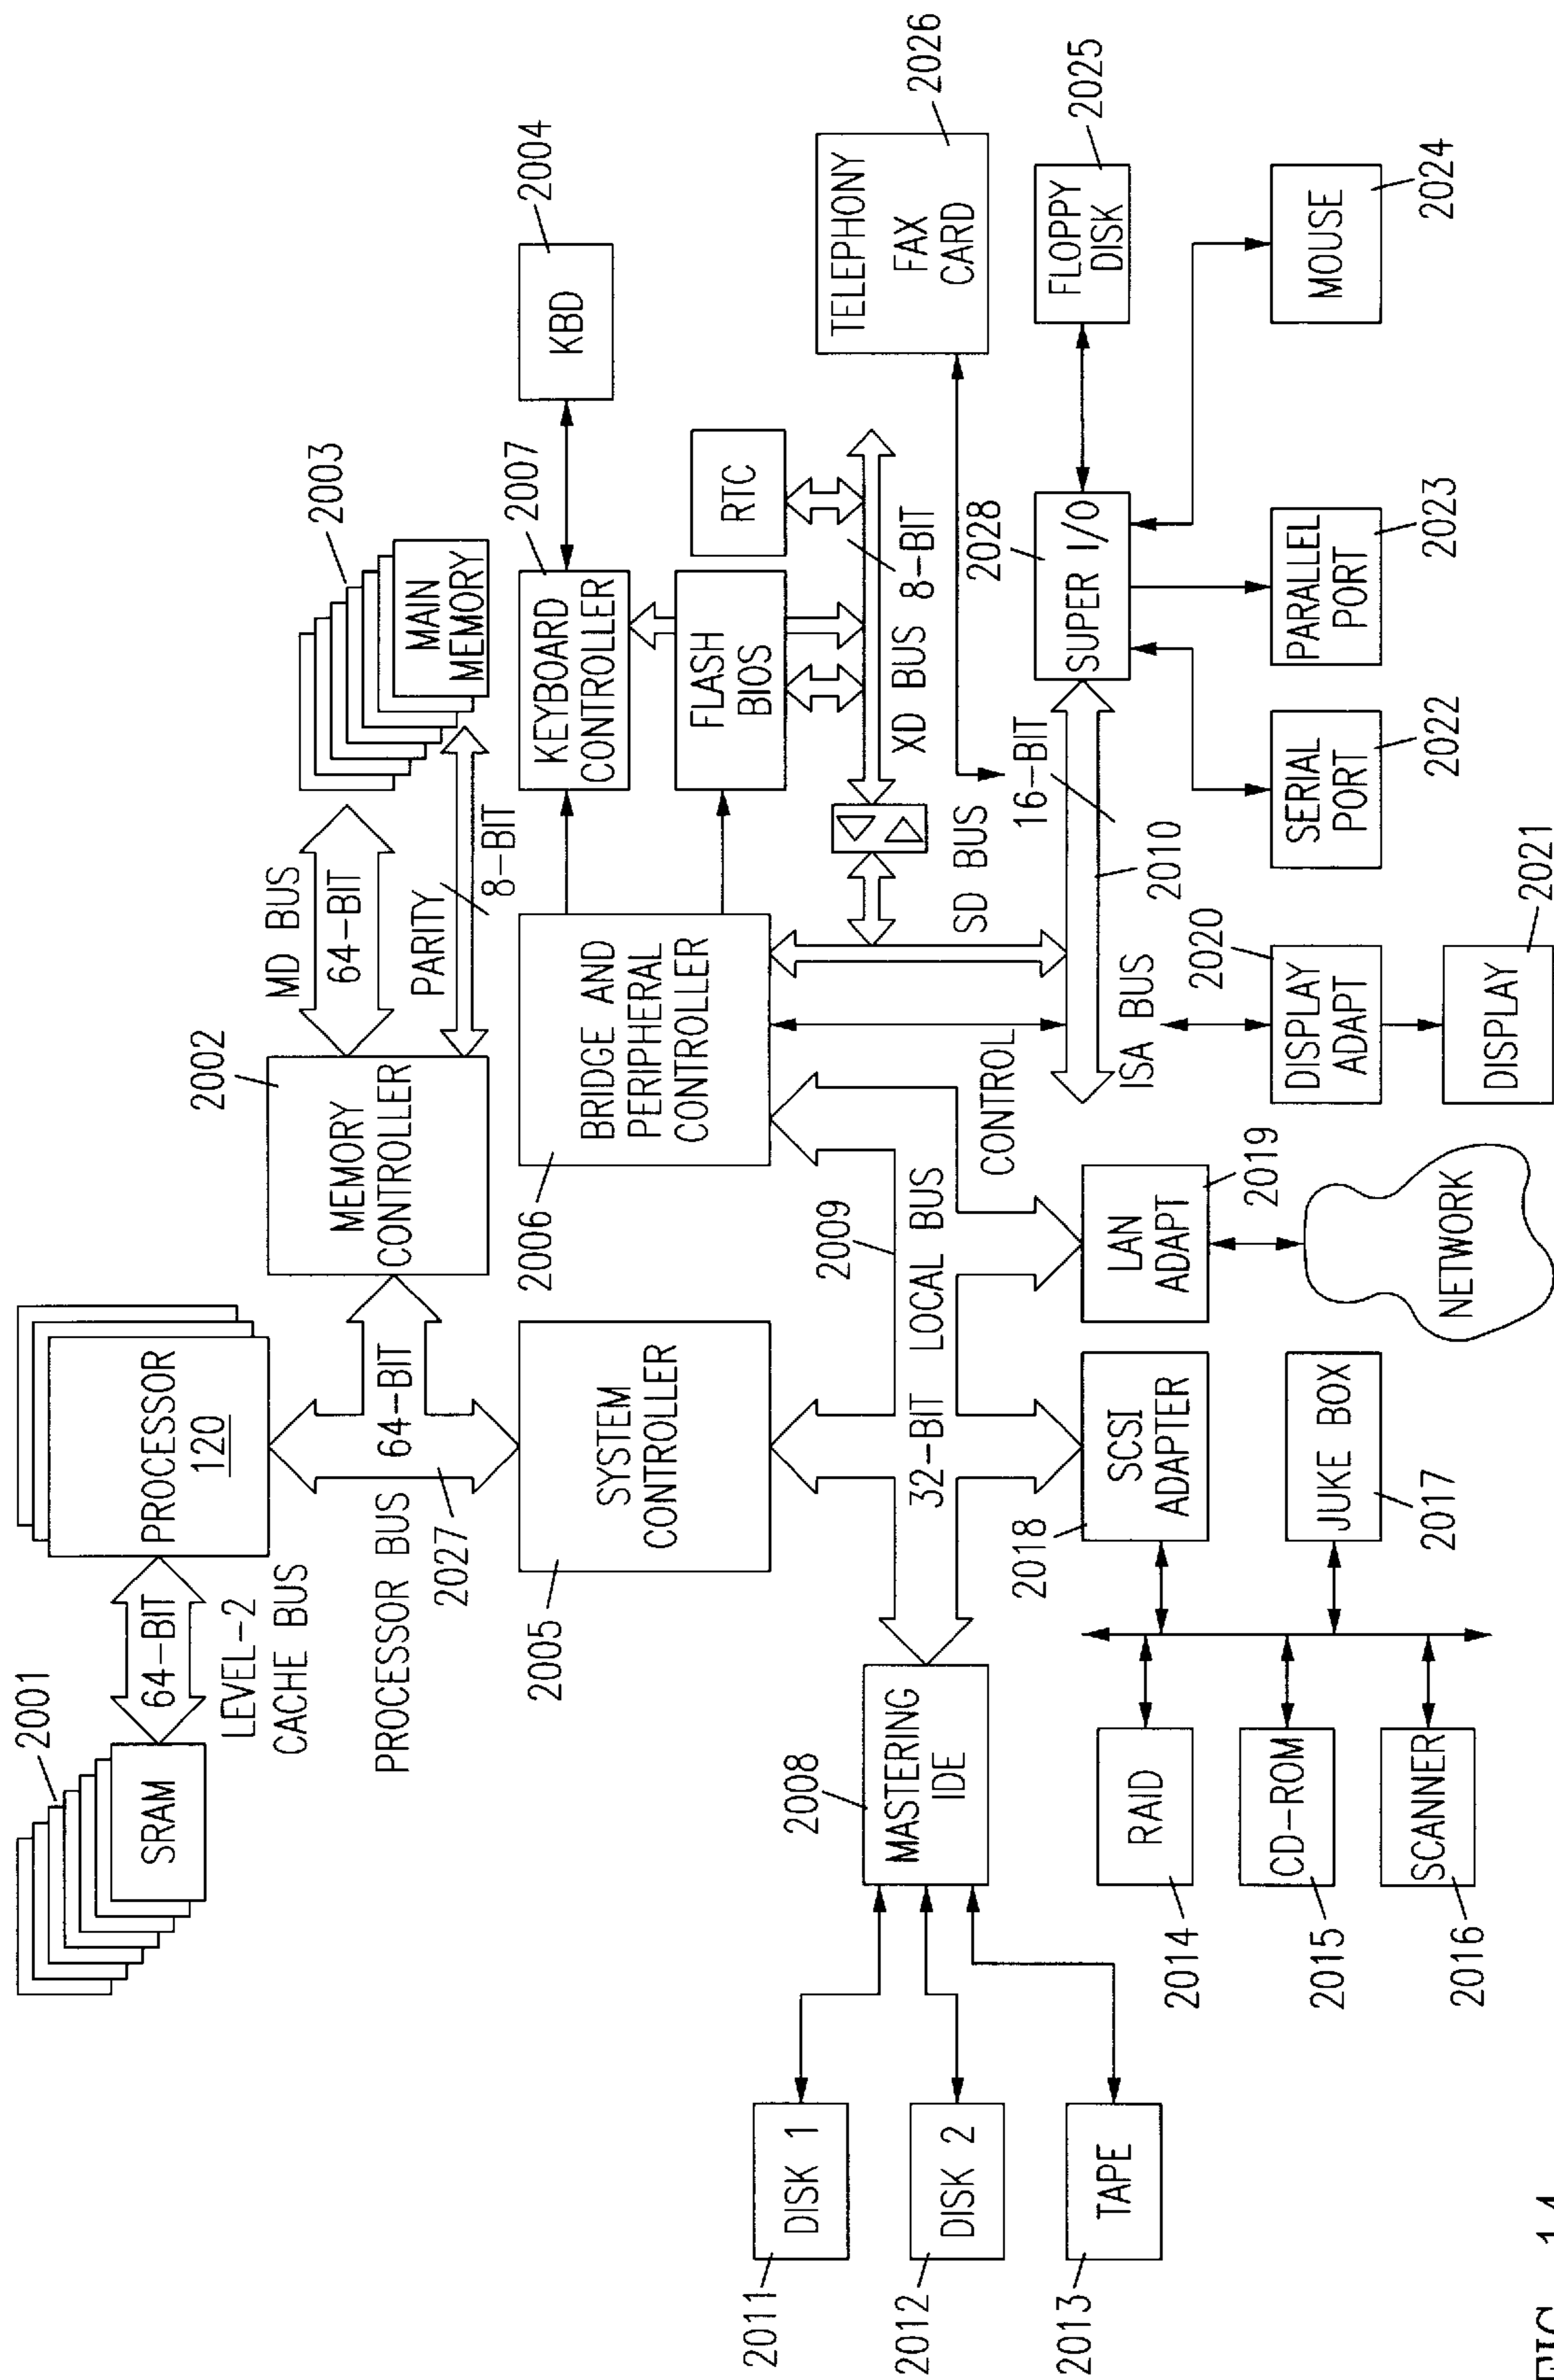 2001
SRAM
64-BIT
LEVEL-2
CACHE BUS
PROCESSOR
120
PROCESSOR BUS
64-BIT
2027
2002
MEMORY
CONTROLLER
MD BUS
64-BIT
PARITY
8-BIT
2003
MAIN
MEMORY
2005
SYSTEM
CONTROLLER
2006
BRIDGE AND
PERIPHERAL
CONTROLLER
2007
KEYBOARD
CONTROLLER
KBD
2004
FLASH
BIOS
RTC
XD BUS
8-BIT
SD BUS
TELEPHONY
FAX
CARD
2026
2011
DISK 1
2012
DISK 2
2013
TAPE
2008
MASTERING
IDE
2009
32-BIT
LOCAL BUS
CONTROL
ISA BUS
2010
16-BIT
2028
SUPER I/O
FLOPPY
DISK
2025
2014
RAID
2015
CD-ROM
2016
SCANNER
2018
SCSI
ADAPTER
JUKE BOX
2017
LAN
ADAPT
2019
NETWORK
2020
DISPLAY
ADAPT
DISPLAY
2021
SERIAL
PORT
2022
PARALLEL
PORT
2023
MOUSE
2024
FIG. 14